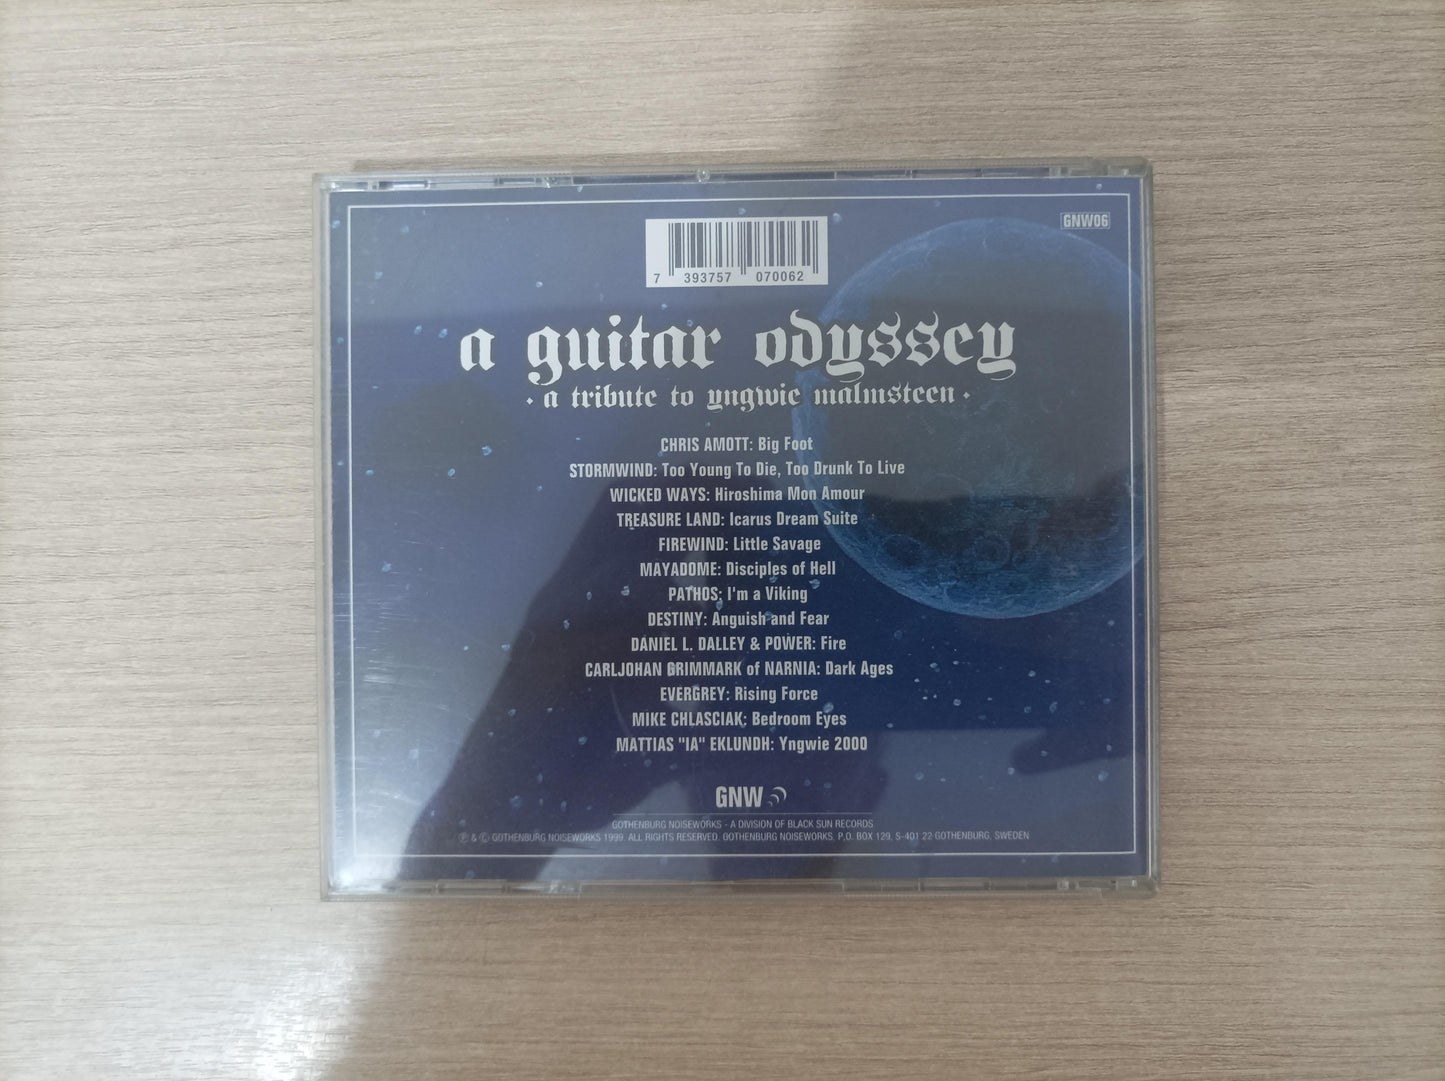 GNW06
7 393757 070062
a guitar odyssey
· a tribute to yngwie malmsteen ·
CHRIS AMOTT: Big Foot
STORMWIND: Too Young To Die, Too Drunk To Live
WICKED WAYS: Hiroshima Mon Amour
TREASURE LAND: Icarus Dream Suite
FIREWIND: Little Savage
MAYADOME: Disciples of Hell
PATHOS: I'm a Viking
DESTINY: Anguish and Fear
DANIEL L. DALLEY & POWER: Fire
CARLJOHAN GRIMMARK of NARNIA: Dark Ages
EVERGREY: Rising Force
MIKE CHLASCIAK: Bedroom Eyes
MATTIAS "IA" EKLUNDH: Yngwie 2000
GNW
GOTHENBURG NOISEWORKS - A DIVISION OF BLACK SUN RECORDS
℗ & © GOTHENBURG NOISEWORKS 1999. ALL RIGHTS RESERVED. GOTHENBURG NOISEWORKS, P.O. BOX 129, S-401 22 GOTHENBURG, SWEDEN